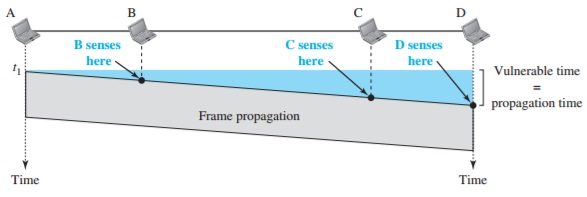 A
B
C
D
B senses
here
C senses
here
D senses
here
t1
Vulnerable time
=
propagation time
Frame propagation
Time
Time